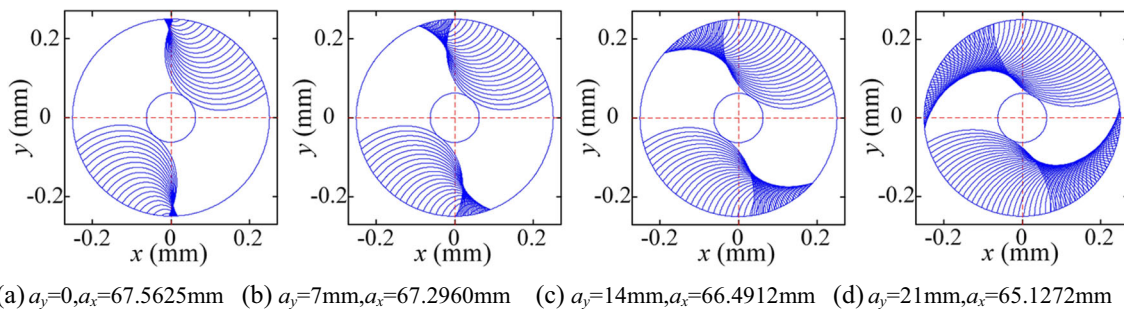 0.2 0.2 0.2 0.2
y (mm) y (mm) y (mm) y (mm)
0 0 0 0
-0.2 -0.2 -0.2 -0.2
-0.2 0 0.2 -0.2 0 0.2 -0.2 0 0.2 -0.2 0 0.2
x (mm) x (mm) x (mm) x (mm)
(a) ay=0,ax=67.5625mm (b) ay=7mm,ax=67.2960mm (c) ay=14mm,ax=66.4912mm (d) ay=21mm,ax=65.1272mm